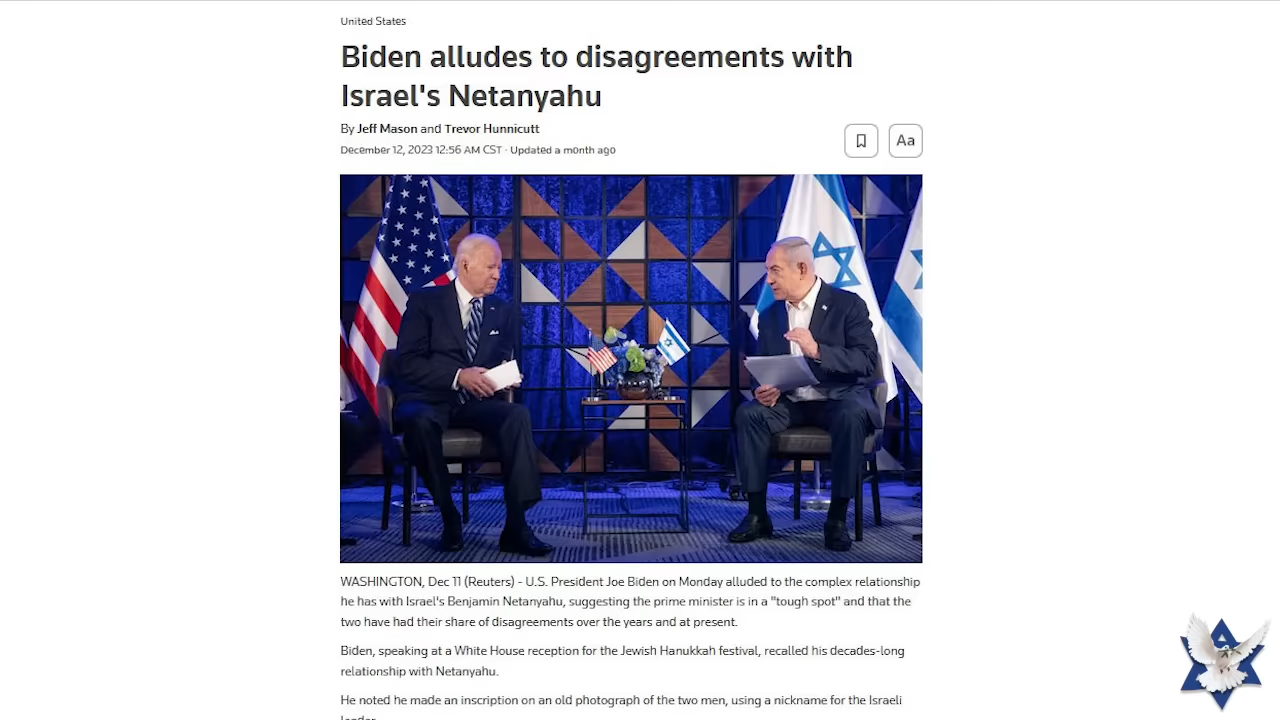 United States
Biden alludes to disagreements with
Israel's Netanyahu
By Jeff Mason and Trevor Hunnicutt
December 12, 2023 12:56 AM CST · Updated a month ago
Aa
WASHINGTON, Dec 11 (Reuters) - U.S. President Joe Biden on Monday alluded to the complex relationship
he has with Israel's Benjamin Netanyahu, suggesting the prime minister is in a "tough spot" and that the
two have had their share of disagreements over the years and at present.
Biden, speaking at a White House reception for the Jewish Hanukkah festival, recalled his decades-long
relationship with Netanyahu.
He noted he made an inscription on an old photograph of the two men, using a nickname for the Israeli